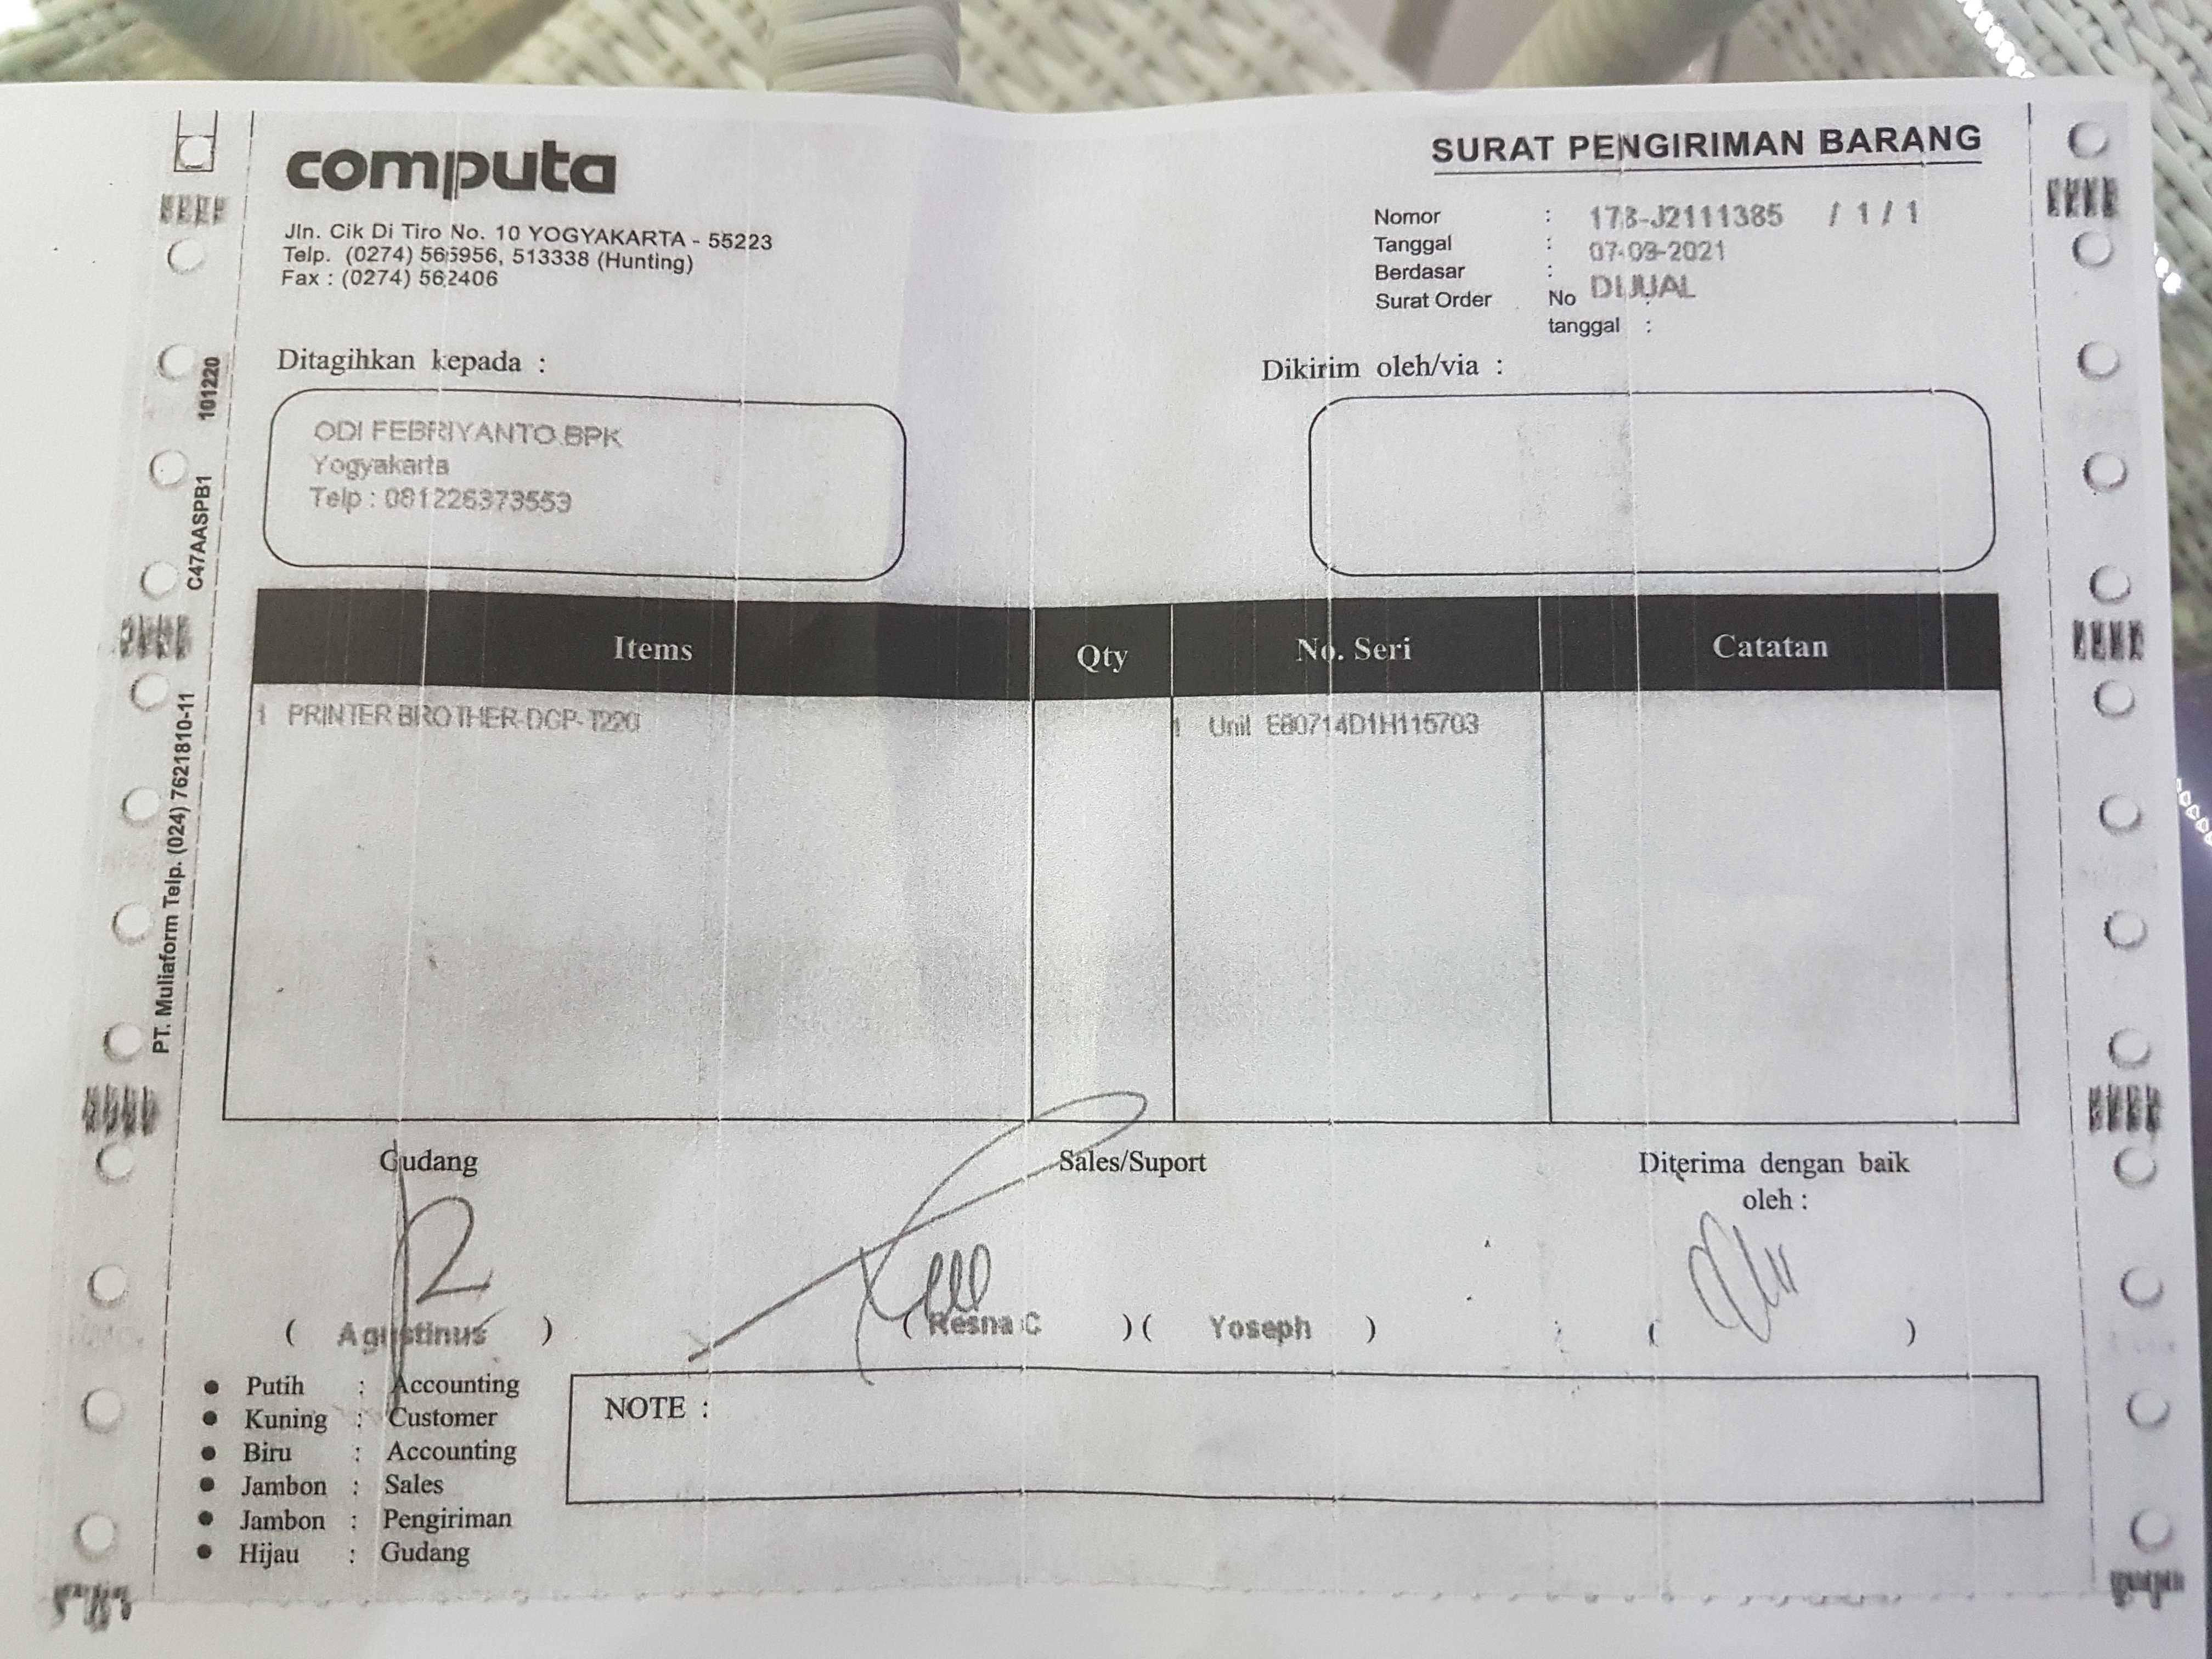 computa
Jln. Cik Di Tiro No. 10 YOGYAKARTA - 55223
Telp. (0274) 565956, 513338 (Hunting)
Fax : (0274) 562406
SURAT PENGIRIMAN BARANG
Nomor : 178-J2111385 / 1 / 1
Tanggal : 07-09-2021
Berdasar : DIJUAL
Surat Order No :
tanggal :
Ditagihkan kepada :
ODI FEBRIYANTO.BPK
Yogyakarta
Telp : 081226373553
Dikirim oleh/via :
Items Qty No. Seri Catatan
1 PRINTER BROTHER-DCP-T220 1 Unit E80714D1H115703
Gudang Sales/Suport Diterima dengan baik
oleh :
( Agustinus ) ( Resna C ) ( Yoseph ) ( )
• Putih : Accounting
• Kuning : Customer
• Biru : Accounting
• Jambon : Sales
• Jambon : Pengiriman
• Hijau : Gudang
NOTE :
PT. Muliaform Telp. (024) 7621810-11 C47AASPB1 101220